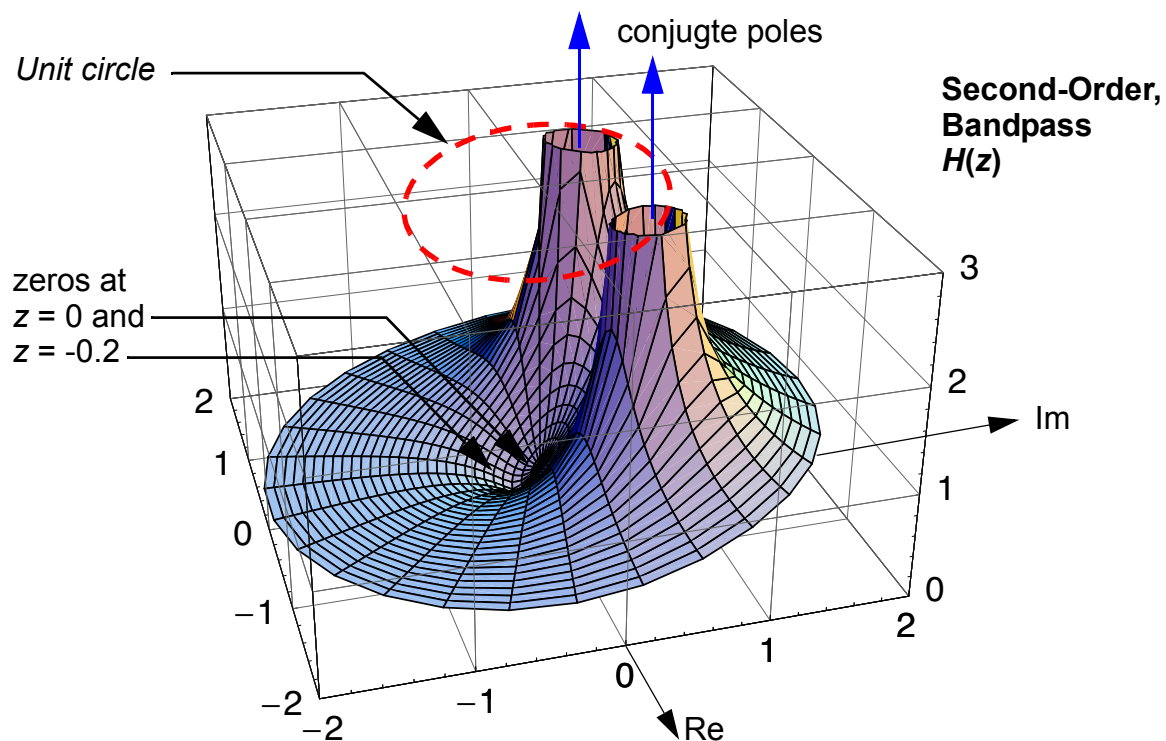 conjugte poles
Unit circle
Second-Order,
Bandpass
H(z)
zeros at
z = 0 and
z = -0.2
3
2
1
0
Im
2
1
0
−1
−2
−2
−1
0
1
2
Re